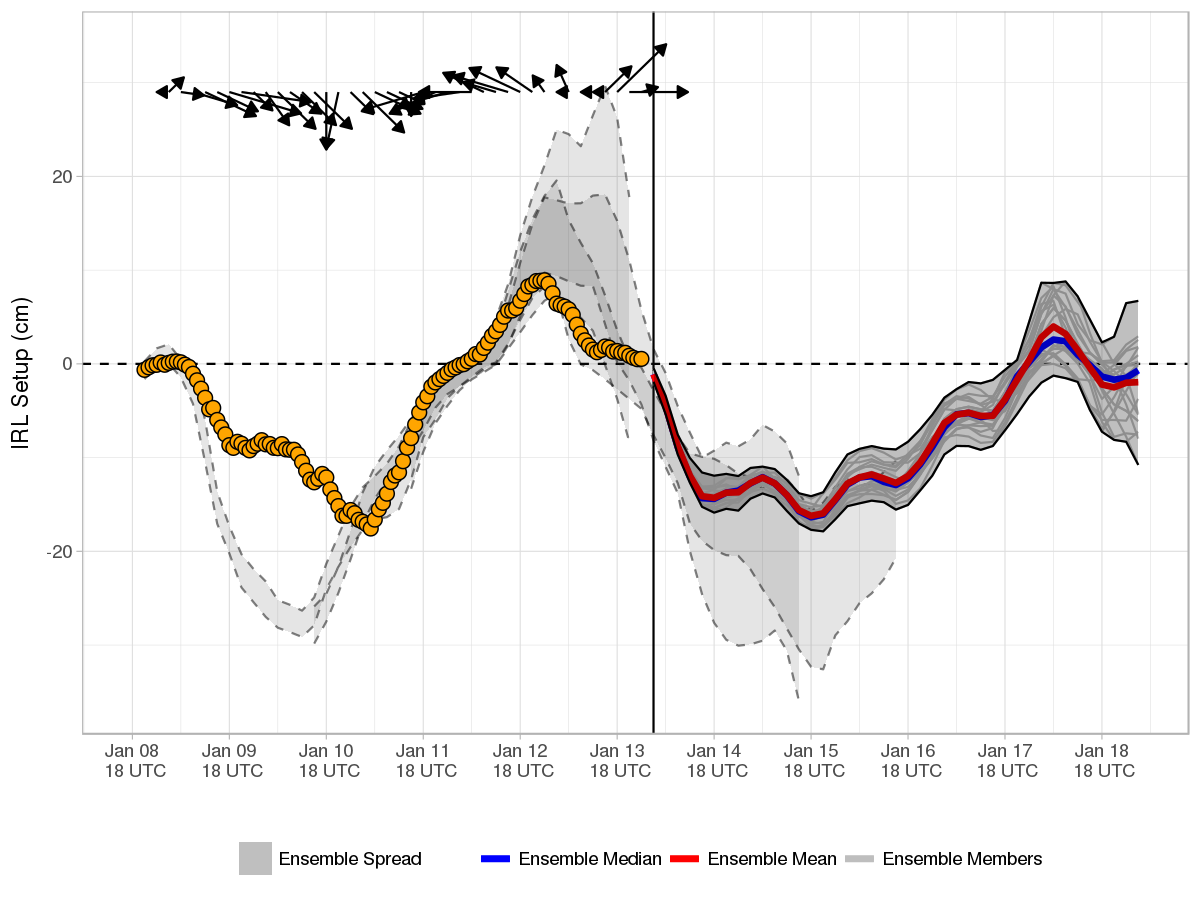 IRL Setup (cm)
20
0
-20
Jan 08 Jan 09 Jan 10 Jan 11 Jan 12 Jan 13 Jan 14 Jan 15 Jan 16 Jan 17 Jan 18
18 UTC 18 UTC 18 UTC 18 UTC 18 UTC 18 UTC 18 UTC 18 UTC 18 UTC 18 UTC 18 UTC
Ensemble Spread Ensemble Median Ensemble Mean Ensemble Members